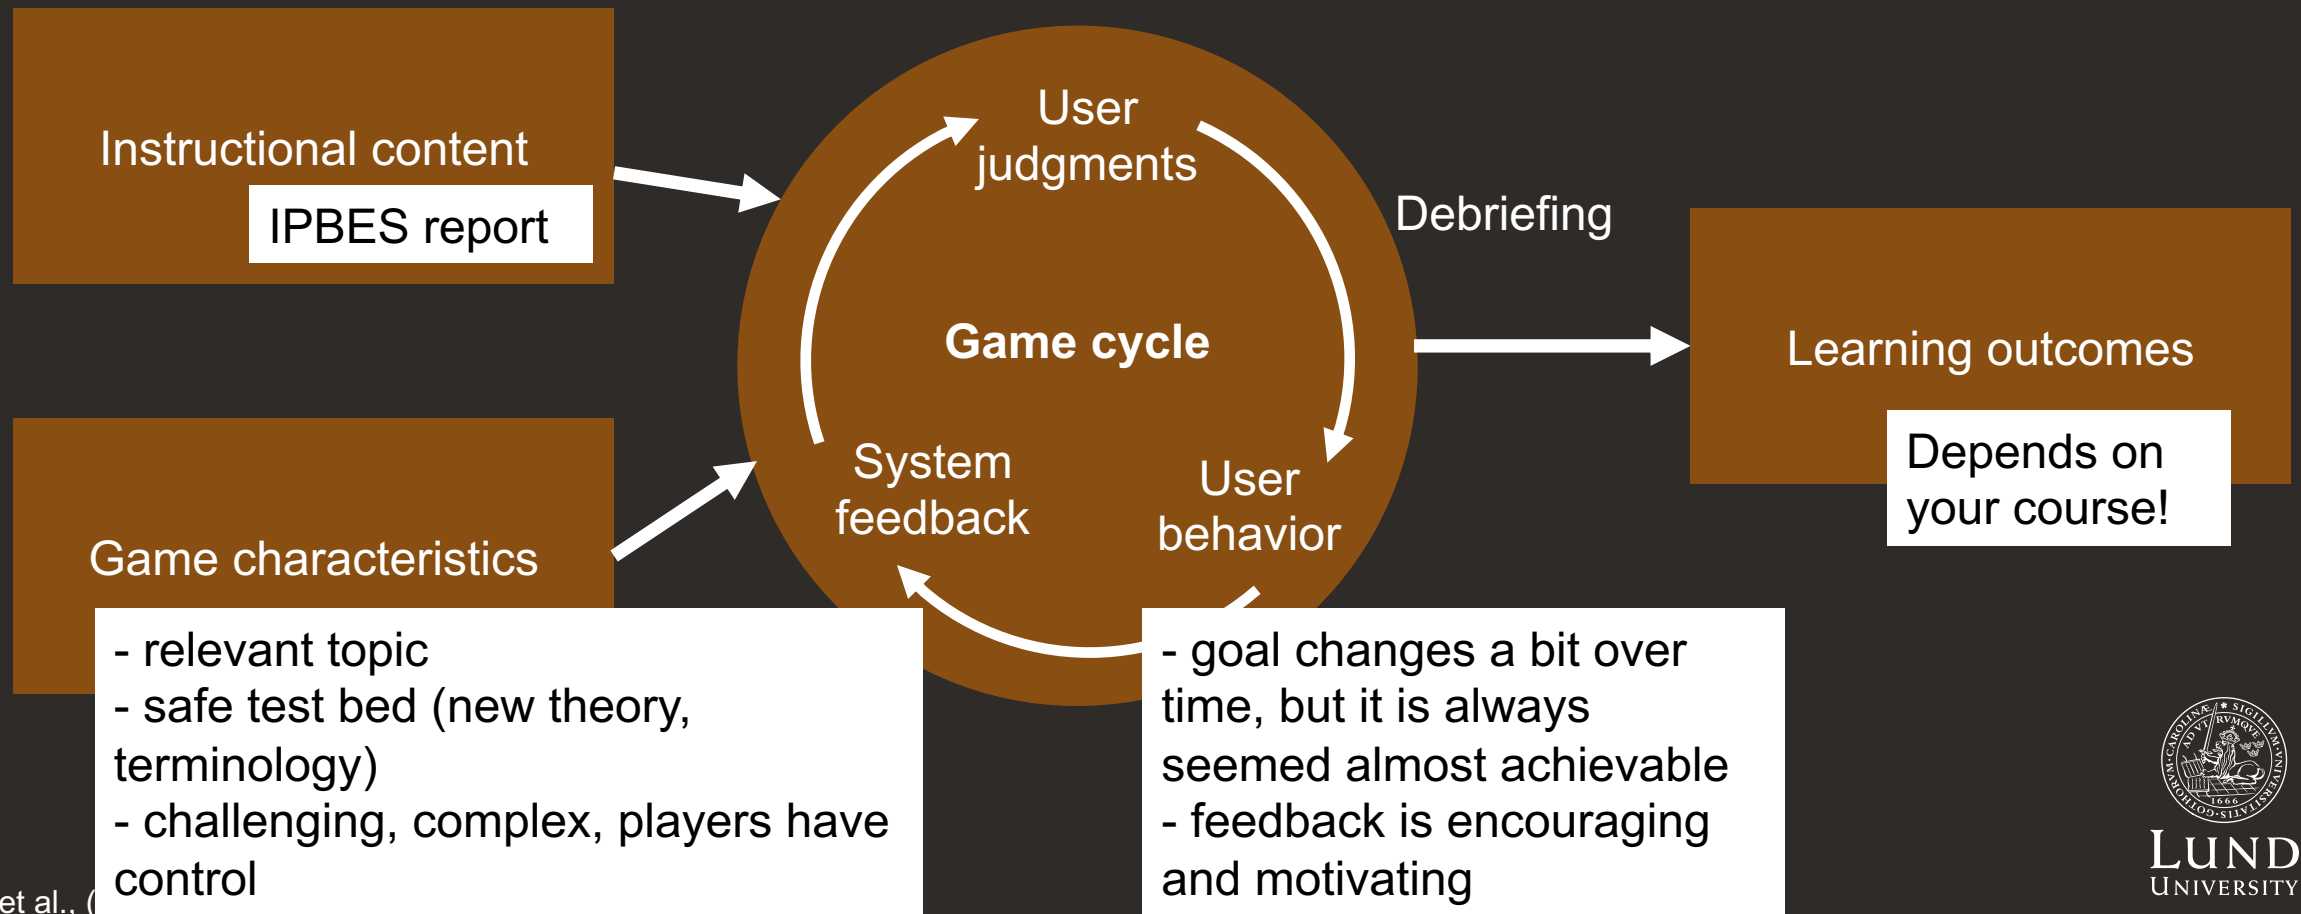 Instructional content
IPBES report
Game characteristics
- relevant topic
- safe test bed (new theory,
terminology)
- challenging, complex, players have
control
User
judgments
Game cycle
System
feedback
User
behavior
- goal changes a bit over
time, but it is always
seemed almost achievable
- feedback is encouraging
and motivating
Debriefing
Learning outcomes
Depends on
your course!
et al., (
LUND
UNIVERSITY